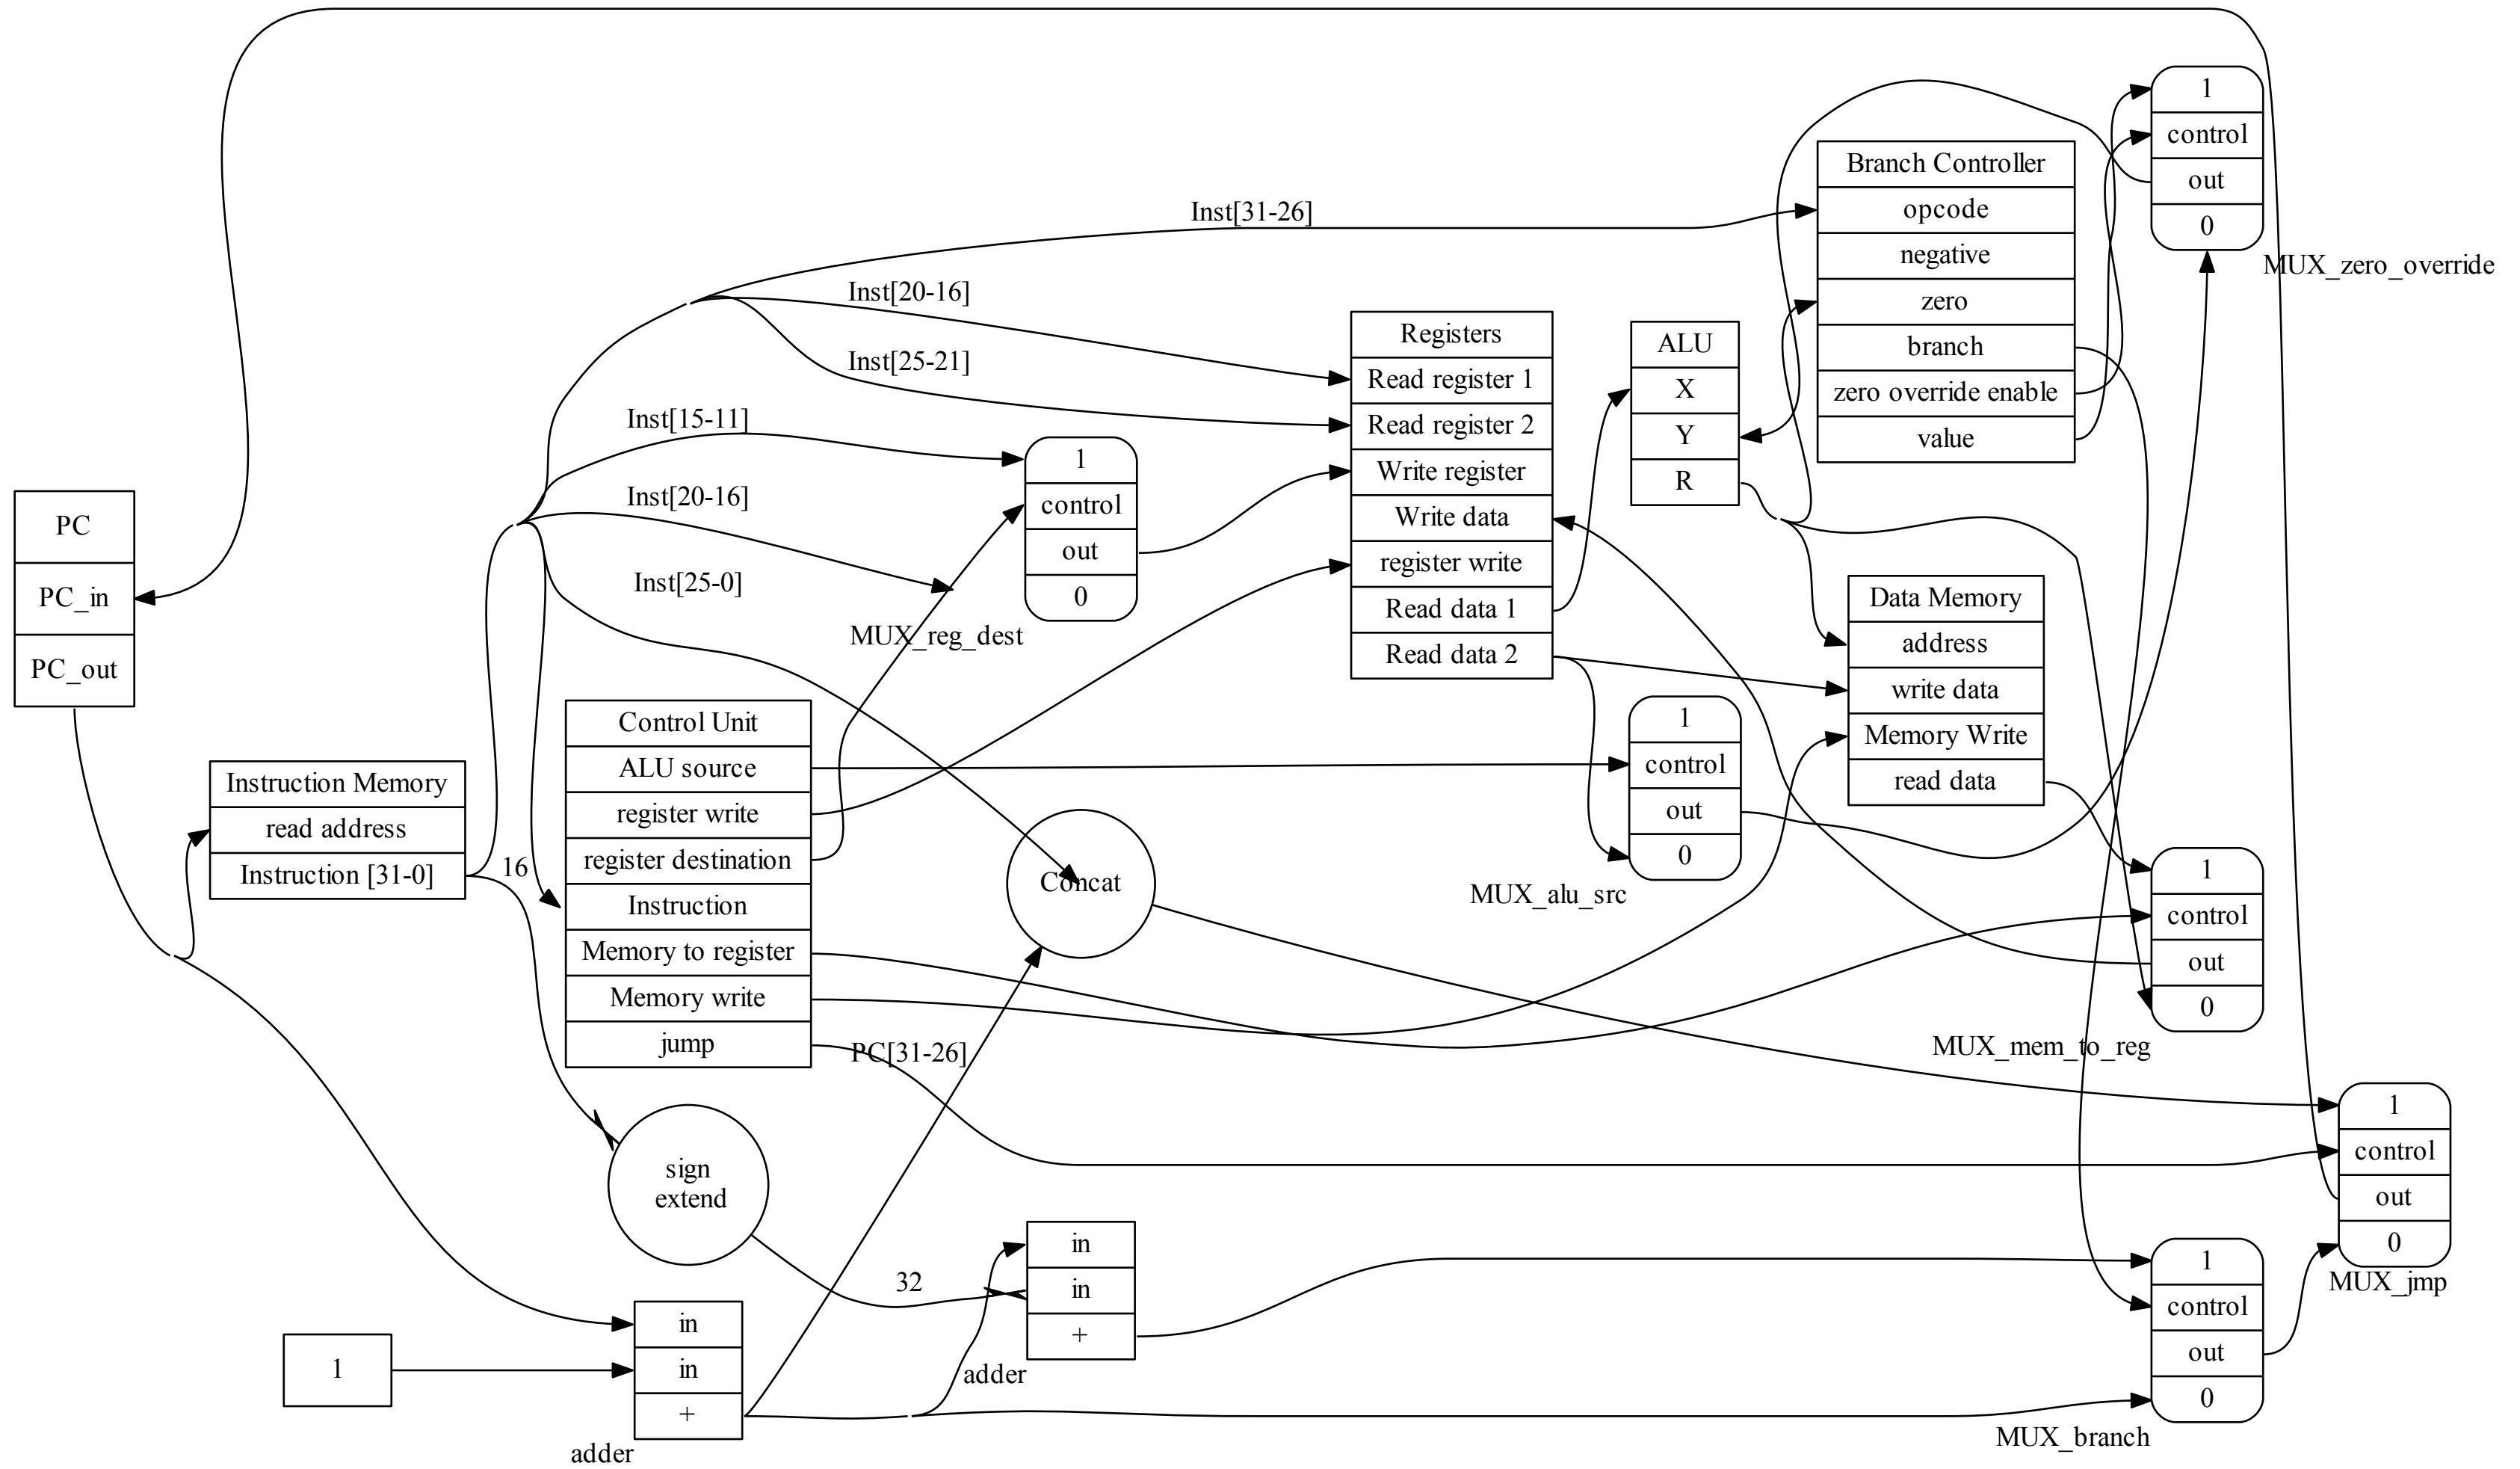 PC
PC_in
PC_out
Instruction Memory
read address
Instruction [31-0]
1
16
Inst[31-26]
Inst[20-16]
Inst[25-21]
Inst[15-11]
Inst[20-16]
Inst[25-0]
Control Unit
ALU source
register write
register destination
Instruction
Memory to register
Memory write
jump
sign
extend
in
in
+
adder
1
control
out
0
MUX_reg_dest
Concat
PC[31-26]
32
in
in
+
adder
Registers
Read register 1
Read register 2
Write register
Write data
register write
Read data 1
Read data 2
ALU
X
Y
R
1
control
out
0
MUX_alu_src
Branch Controller
opcode
negative
zero
branch
zero override enable
value
Data Memory
address
write data
Memory Write
read data
1
control
out
0
MUX_zero_override
1
control
out
0
MUX_mem_to_reg
1
control
out
0
MUX_jmp
1
control
out
0
MUX_branch